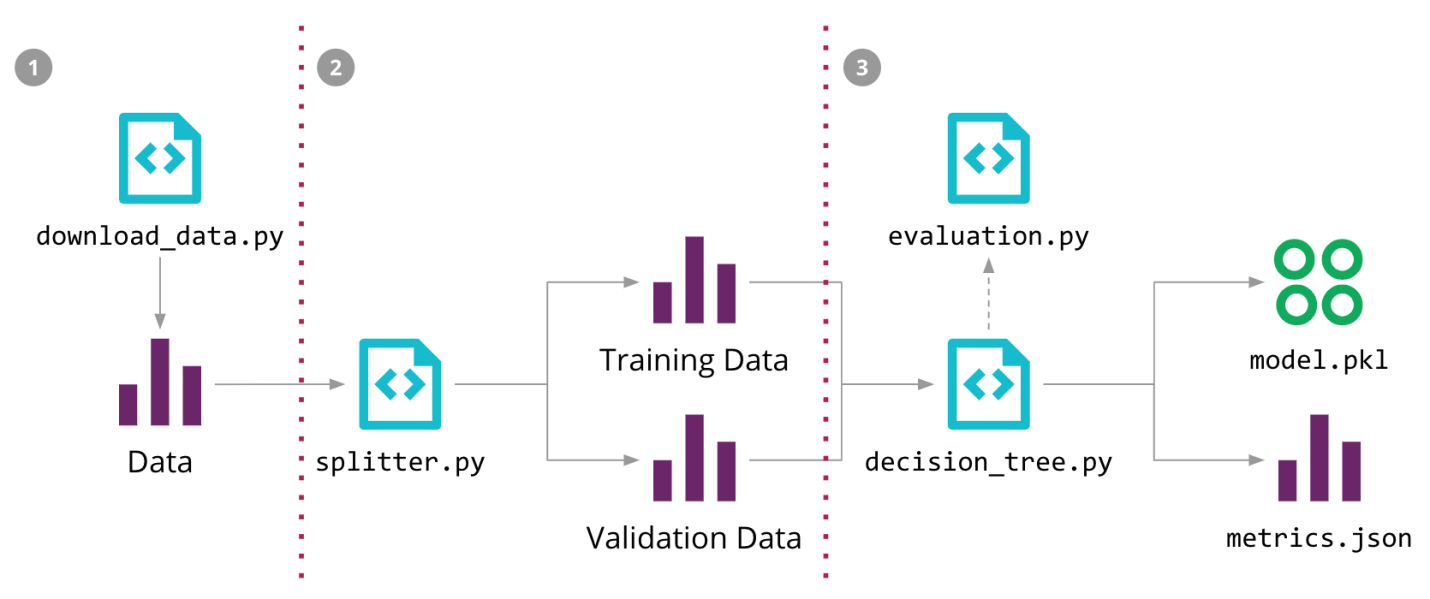 1
2
3
download_data.py
Data
splitter.py
Training Data
Validation Data
evaluation.py
decision_tree.py
model.pkl
metrics.json